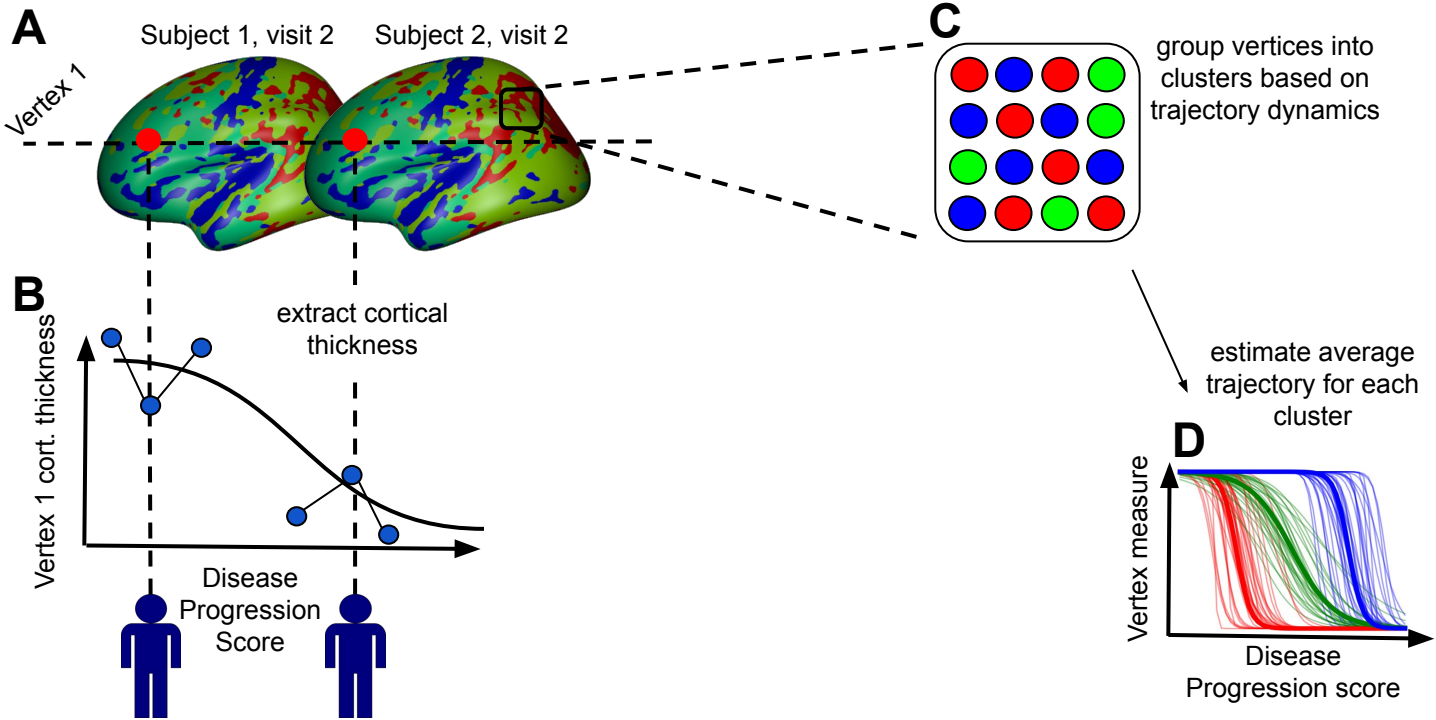 A
Subject 1, visit 2
Subject 2, visit 2
Vertex 1
B
extract cortical
thickness
Vertex 1 cort. thickness
Disease
Progression
Score
C
group vertices into
clusters based on
trajectory dynamics
estimate average
trajectory for each
cluster
D
Vertex measure
Disease
Progression score